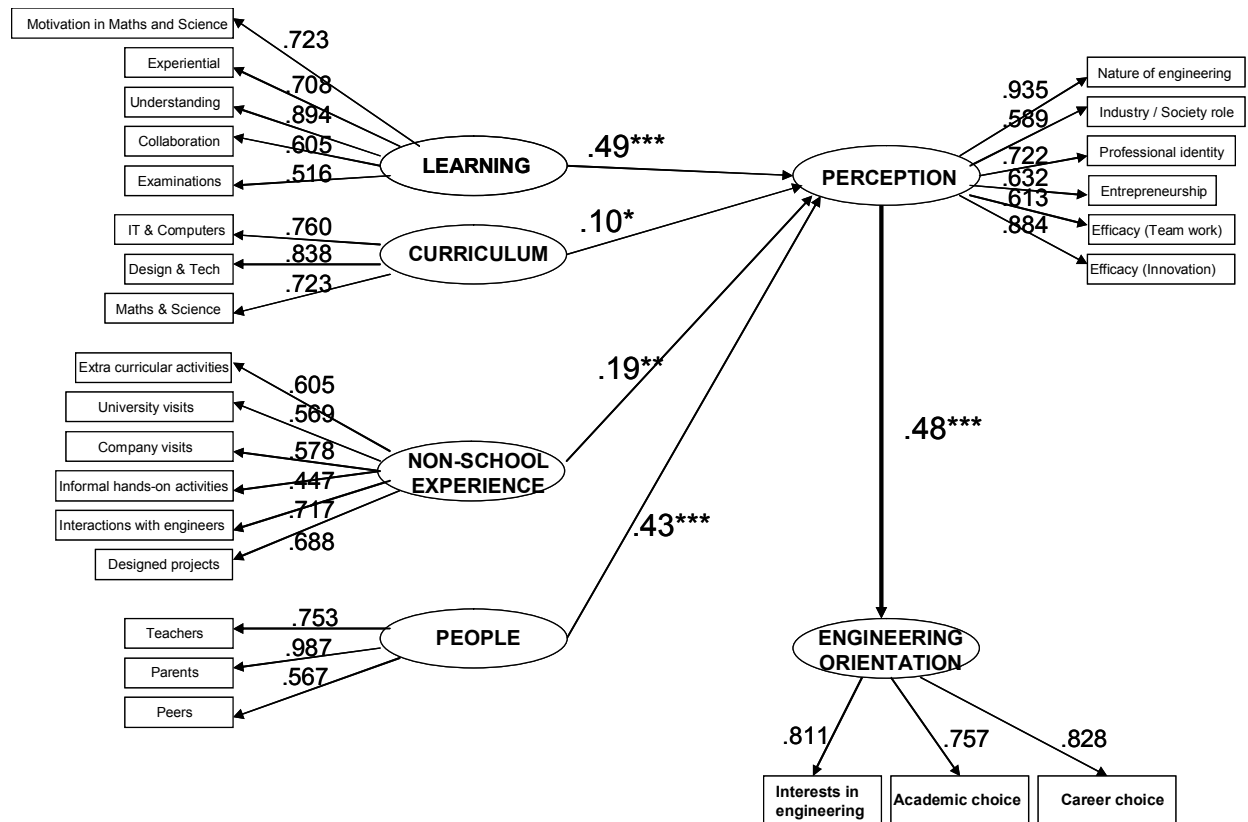 Motivation in Maths and Science
.723
Experiential
.708
Understanding
.894
Collaboration
.605
Examinations
.516
LEARNING
.49***
IT & Computers
.760
Design & Tech
.838
Maths & Science
.723
CURRICULUM
.10*
Extra curricular activities
.605
University visits
.569
Company visits
.578
Informal hands-on activities
.447
Interactions with engineers
.717
Designed projects
.688
NON-SCHOOL
EXPERIENCE
.19**
Teachers
.753
Parents
.987
Peers
.567
PEOPLE
.43***
PERCEPTION
.935
Nature of engineering
.589
Industry / Society role
.722
Professional identity
.632
Entrepreneurship
.613
Efficacy (Team work)
.884
Efficacy (Innovation)
.48***
ENGINEERING
ORIENTATION
.811
.757
.828
Interests in
engineering
Academic choice
Career choice